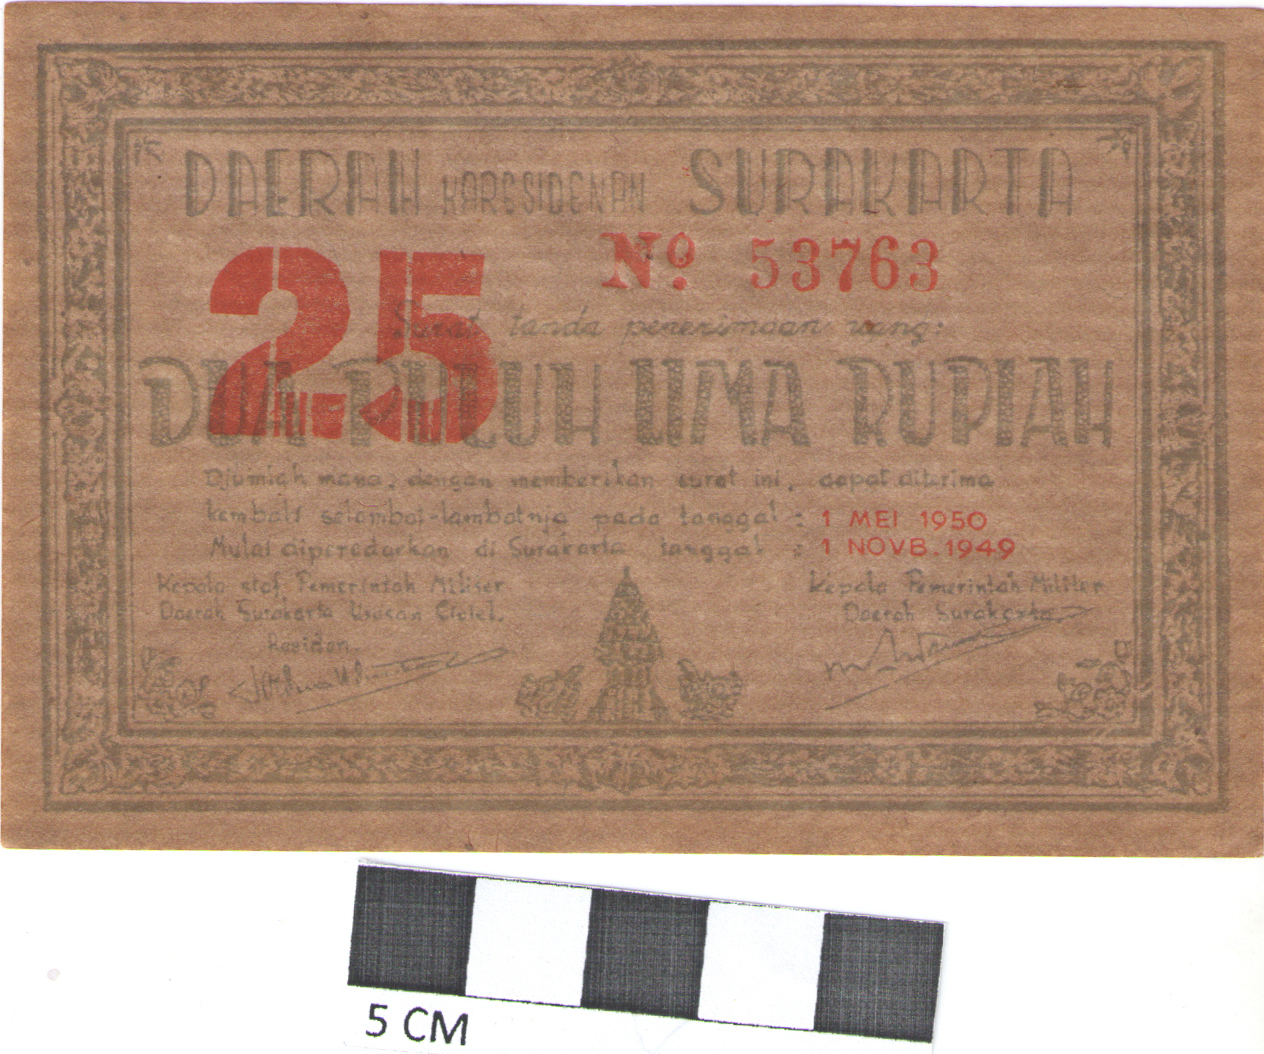 DAERAH KARESIDENAN SURAKARTA
25
No 53763
Surat tanda penerimaan uang:
DUA PULUH LIMA RUPIAH
Djumlah mana, dengan memberikan surat ini, dapat diterima
kembali selambat-lambatnja pada tanggal : 1 MEI 1950
Mulai diperedarkan di Surakarta tanggal : 1 NOVB. 1949
Kepala staf Pemerintah Militer
Daerah Surakarta Urusan Civiel.
Residen.
Kepala Pemerintah Militer
Daerah Surakarta
5 CM